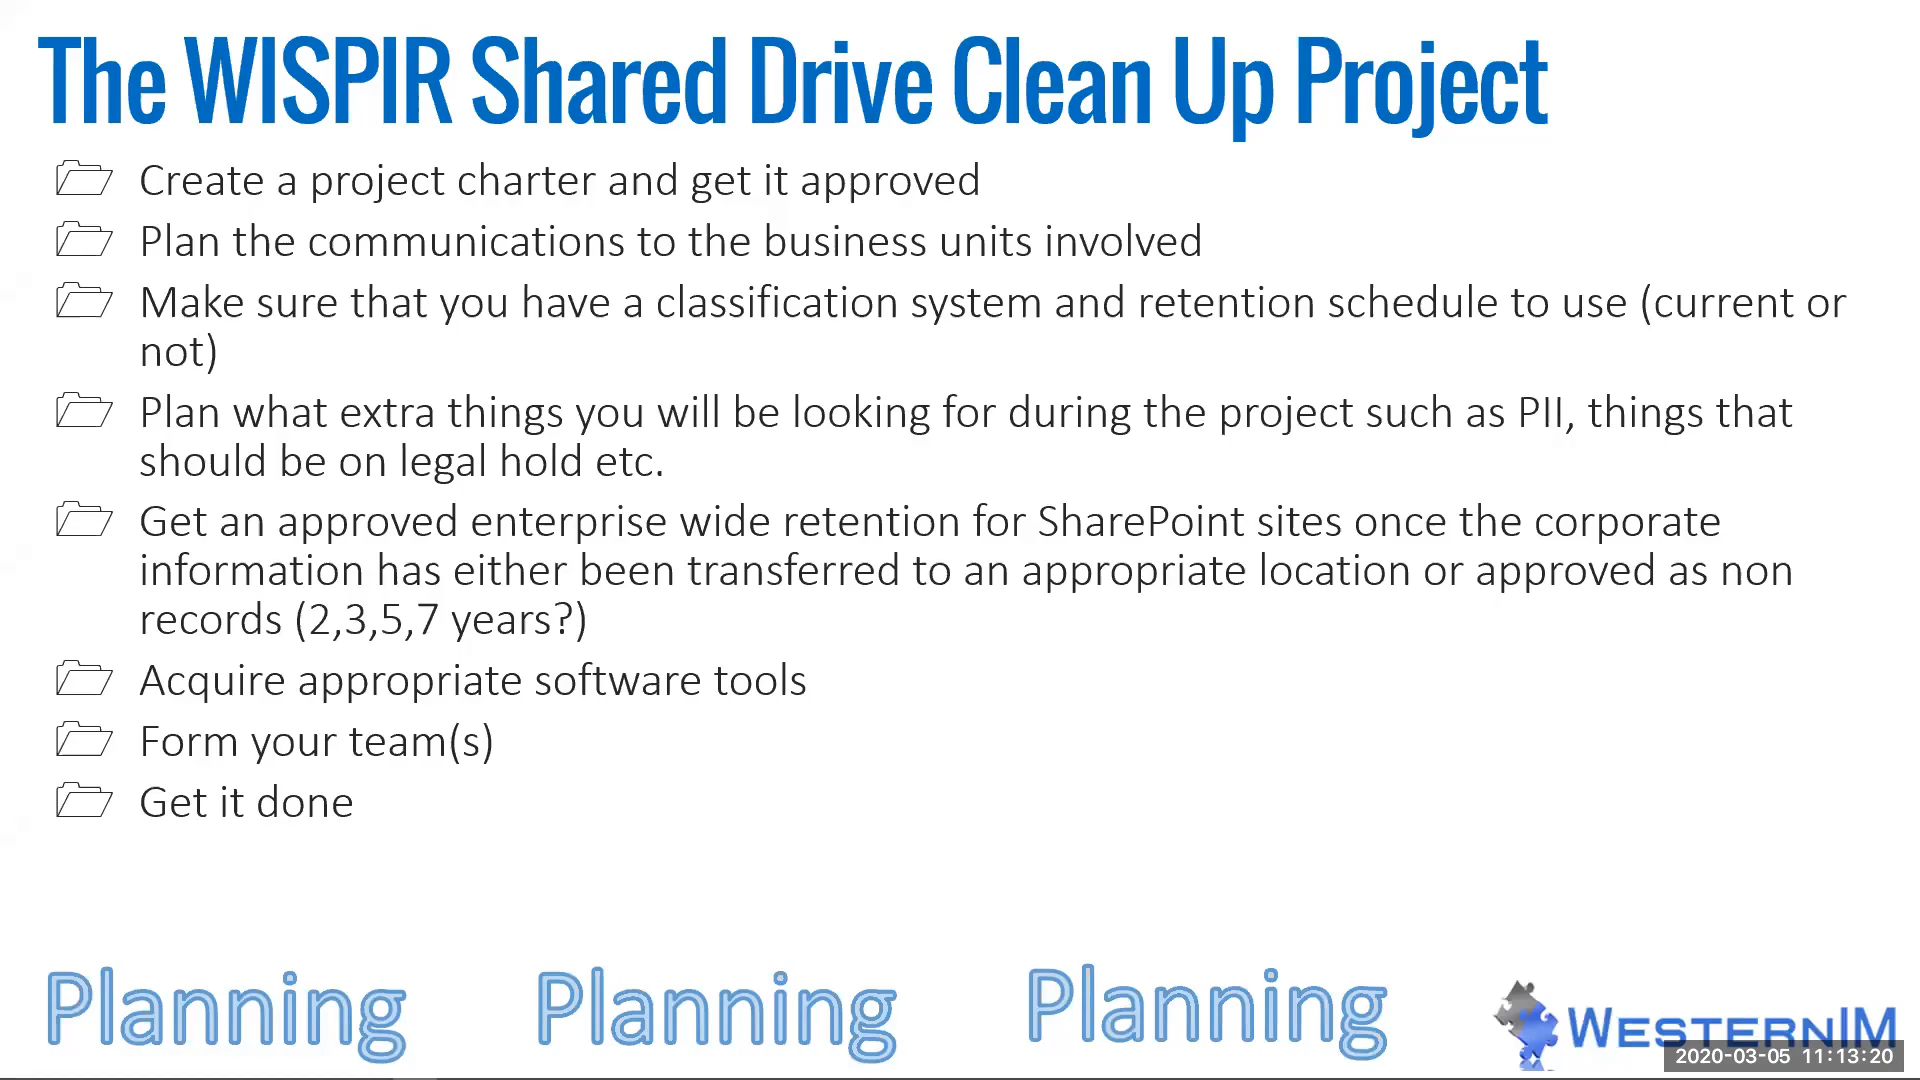 The WISPIR Shared Drive Clean Up Project
Create a project charter and get it approved
Plan the communications to the business units involved
Make sure that you have a classification system and retention schedule to use (current or
not)
Plan what extra things you will be looking for during the project such as PII, things that
should be on legal hold etc.
Get an approved enterprise wide retention for SharePoint sites once the corporate
information has either been transferred to an appropriate location or approved as non
records (2,3,5,7 years?)
Acquire appropriate software tools
Form your team(s)
Get it done
Planning Planning Planning
WESTERNIM
2020-03-05 11:13:20